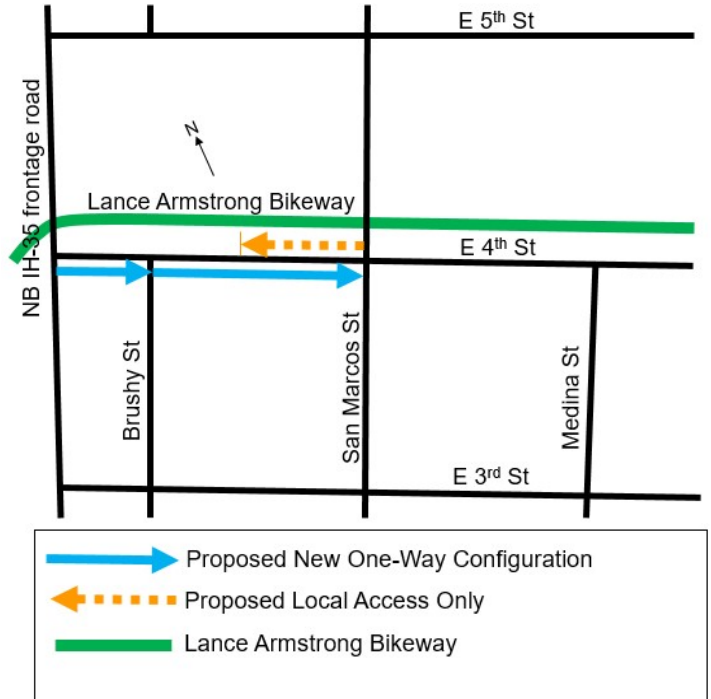 E 5th St
N
NB IH-35 frontage road
Lance Armstrong Bikeway
E 4th St
Brushy St
San Marcos St
Medina St
E 3rd St
Proposed New One-Way Configuration
Proposed Local Access Only
Lance Armstrong Bikeway